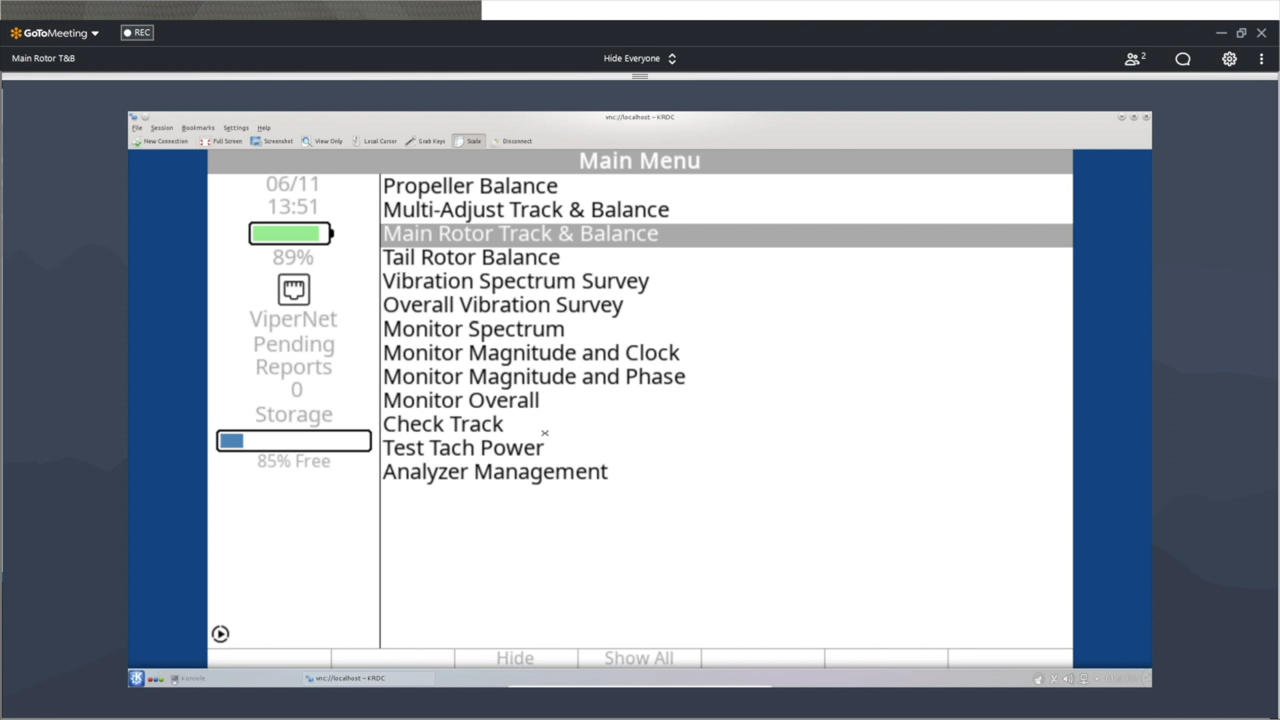 GoToMeeting
REC
Main Rotor T&B
Hide Everyone
2
vnc://localhost – KRDC
File Session Bookmarks Settings Help
New Connection Full Screen Screenshot View Only Local Cursor Grab Keys Scale Disconnect
Main Menu
06/11
13:51
89%
ViperNet
Pending
Reports
0
Storage
85% Free
Propeller Balance
Multi-Adjust Track & Balance
Main Rotor Track & Balance
Tail Rotor Balance
Vibration Spectrum Survey
Overall Vibration Survey
Monitor Spectrum
Monitor Magnitude and Clock
Monitor Magnitude and Phase
Monitor Overall
Check Track
Test Tach Power
Analyzer Management
Hide Show All
Konsole
vnc://localhost – KRDC